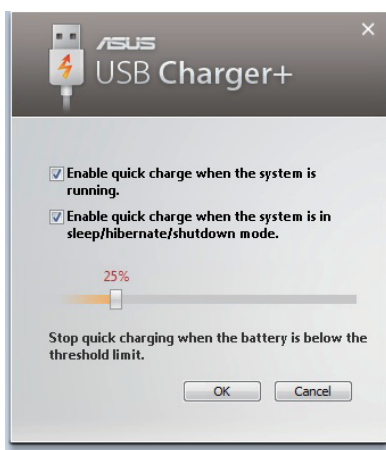 ASUS
USB Charger+
Enable quick charge when the system is
running.
Enable quick charge when the system is in
sleep/hibernate/shutdown mode.
25%
Stop quick charging when the battery is below the
threshold limit.
OK Cancel